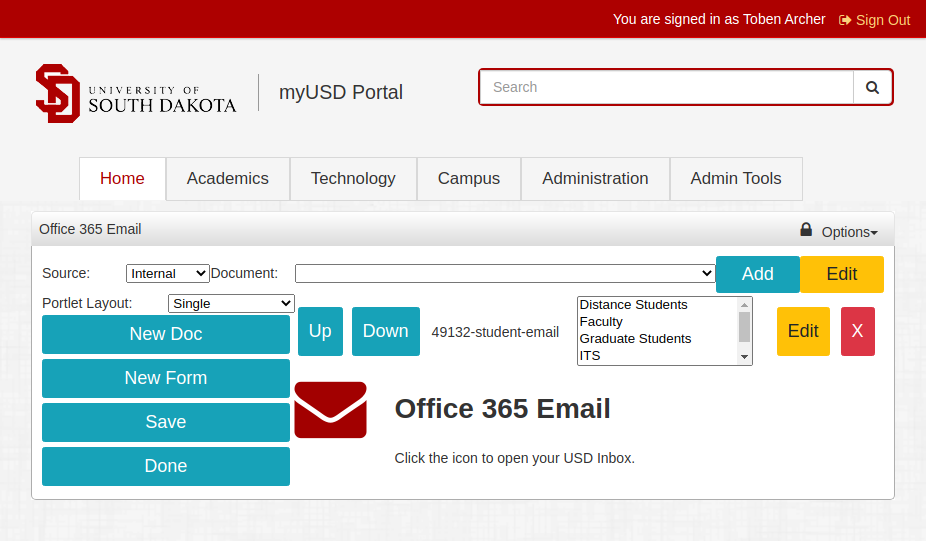 You are signed in as Toben Archer Sign Out
UNIVERSITY OF
SOUTH DAKOTA
myUSD Portal
Search
Home Academics Technology Campus Administration Admin Tools
Office 365 Email Options
Source: Internal Document: Add Edit
Portlet Layout: Single
New Doc
New Form
Save
Done
Up Down 49132-student-email
Distance Students
Faculty
Graduate Students
ITS
Edit X
Office 365 Email
Click the icon to open your USD Inbox.